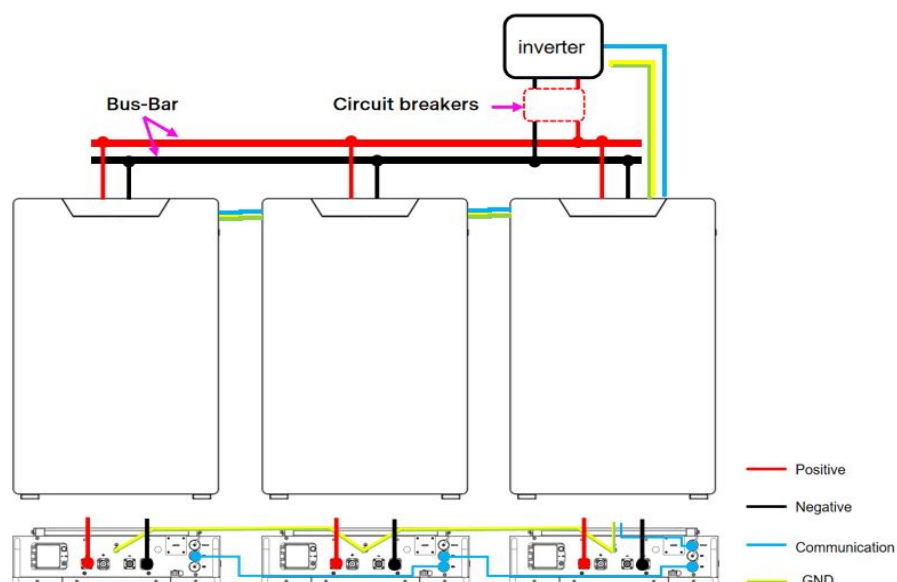 inverter
Bus-Bar
Circuit breakers
Positive
Negative
Communication
GND